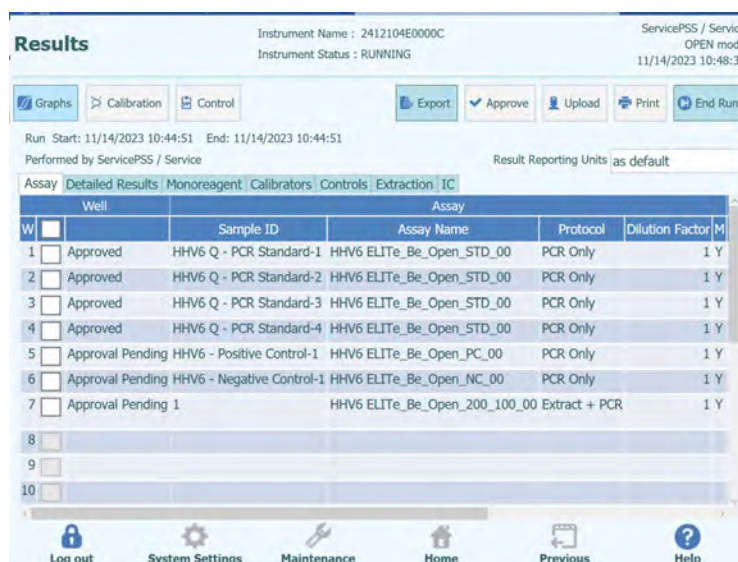 Results
Instrument Name : 2412104E0000C
Instrument Status : RUNNING
ServicePSS / Servic
OPEN mod
11/14/2023 10:48:3
Graphs Calibration Control Export Approve Upload Print End Run
Run Start: 11/14/2023 10:44:51 End: 11/14/2023 10:44:51
Performed by ServicePSS / Service Result Reporting Units as default
Assay Detailed Results Monoreagent Calibrators Controls Extraction IC
Well Assay
W Sample ID Assay Name Protocol Dilution Factor M
1 Approved HHV6 Q - PCR Standard-1 HHV6 ELITe_Be_Open_STD_00 PCR Only 1 Y
2 Approved HHV6 Q - PCR Standard-2 HHV6 ELITe_Be_Open_STD_00 PCR Only 1 Y
3 Approved HHV6 Q - PCR Standard-3 HHV6 ELITe_Be_Open_STD_00 PCR Only 1 Y
4 Approved HHV6 Q - PCR Standard-4 HHV6 ELITe_Be_Open_STD_00 PCR Only 1 Y
5 Approval Pending HHV6 - Positive Control-1 HHV6 ELITe_Be_Open_PC_00 PCR Only 1 Y
6 Approval Pending HHV6 - Negative Control-1 HHV6 ELITe_Be_Open_NC_00 PCR Only 1 Y
7 Approval Pending 1 HHV6 ELITe_Be_Open_200_100_00 Extract + PCR 1 Y
8
9
10
Log out System Settings Maintenance Home Previous Help